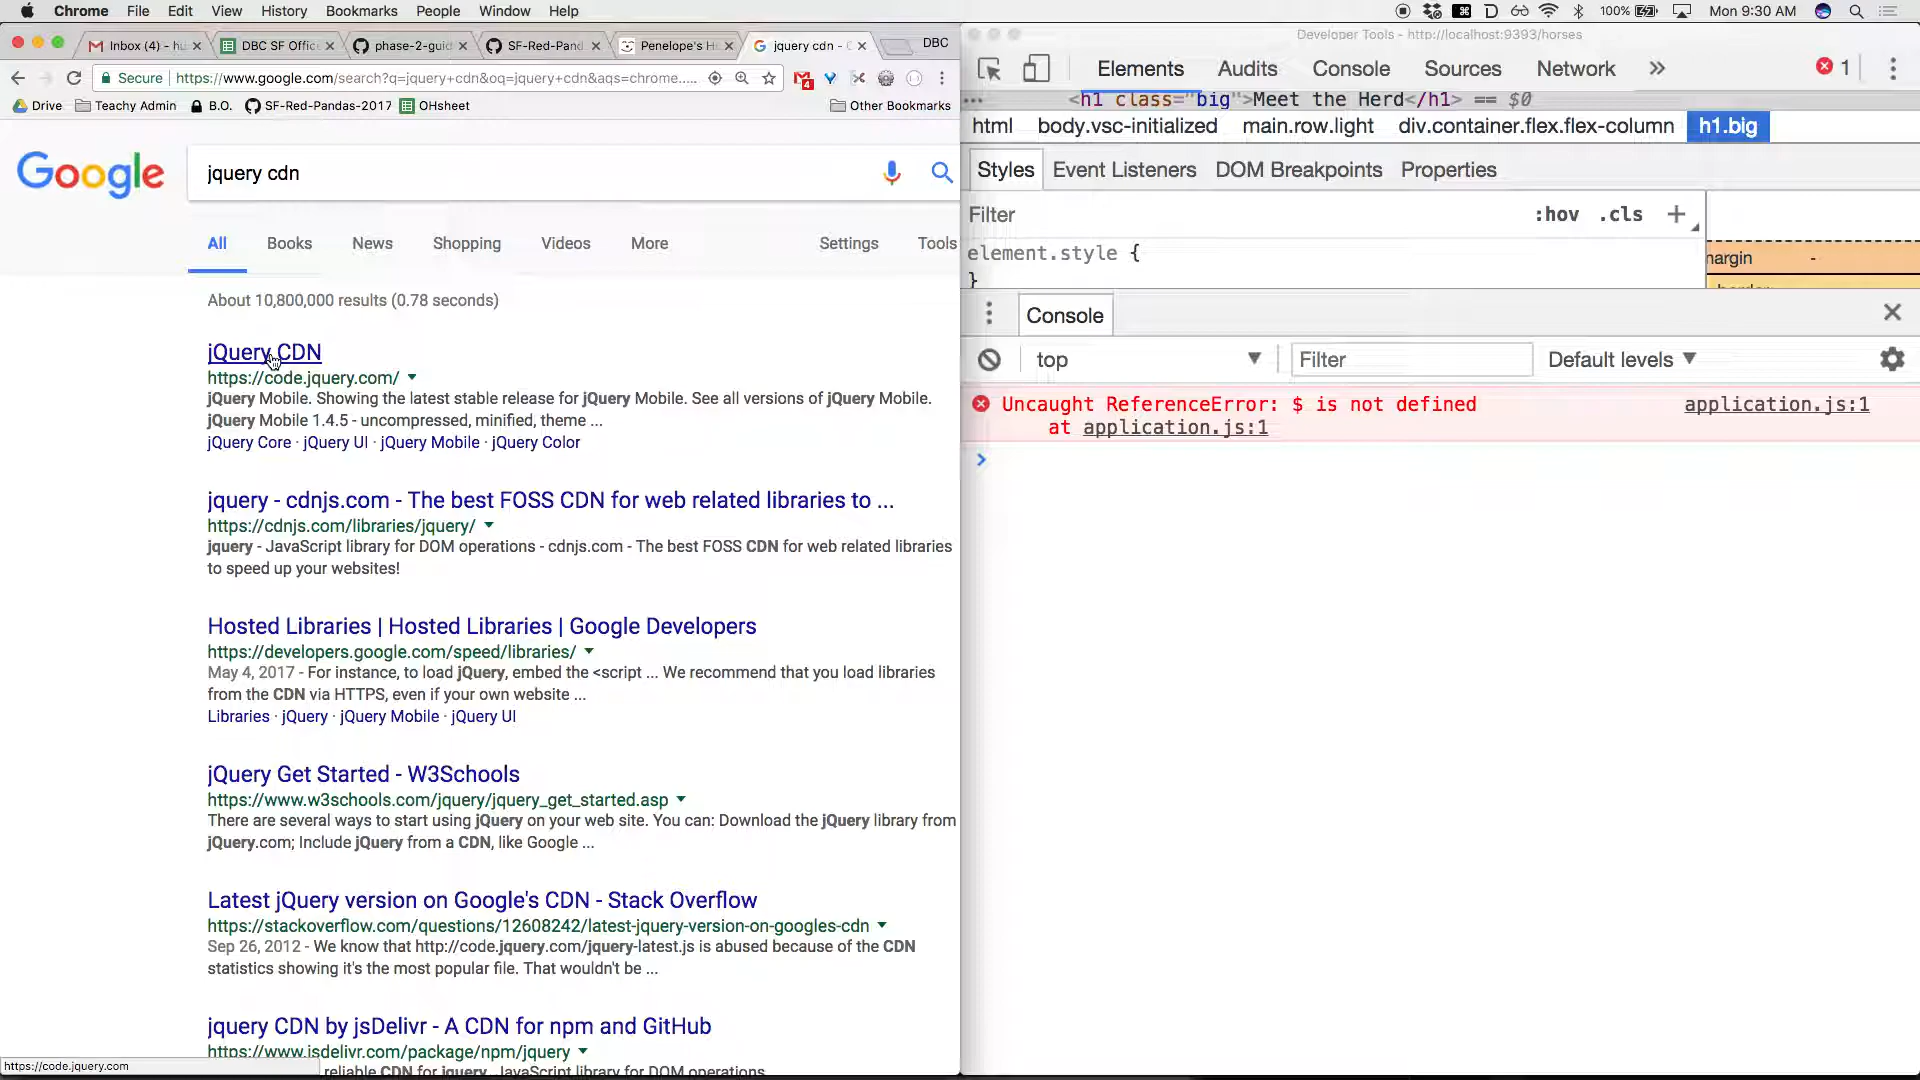 Chrome File Edit View History Bookmarks People Window Help
100% Mon 9:30 AM
Inbox (4) - hu
DBC SF Office
phase-2-guid
SF-Red-Pand
Penelope's H
jquery cdn - G
DBC
Secure https://www.google.com/search?q=jquery+cdn&oq=jquery+cdn&aqs=chrome.....
4
Drive Teachy Admin B.O. SF-Red-Pandas-2017 OHsheet Other Bookmarks
Google
jquery cdn
All Books News Shopping Videos More Settings Tools
About 10,800,000 results (0.78 seconds)
jQuery CDN
https://code.jquery.com/
jQuery Mobile. Showing the latest stable release for jQuery Mobile. See all versions of jQuery Mobile.
jQuery Mobile 1.4.5 - uncompressed, minified, theme ...
jQuery Core · jQuery UI · jQuery Mobile · jQuery Color
jquery - cdnjs.com - The best FOSS CDN for web related libraries to ...
https://cdnjs.com/libraries/jquery/
jquery - JavaScript library for DOM operations - cdnjs.com - The best FOSS CDN for web related libraries
to speed up your websites!
Hosted Libraries | Hosted Libraries | Google Developers
https://developers.google.com/speed/libraries/
May 4, 2017 - For instance, to load jQuery, embed the <script ... We recommend that you load libraries
from the CDN via HTTPS, even if your own website ...
Libraries · jQuery · jQuery Mobile · jQuery UI
jQuery Get Started - W3Schools
https://www.w3schools.com/jquery/jquery_get_started.asp
There are several ways to start using jQuery on your web site. You can: Download the jQuery library from
jQuery.com; Include jQuery from a CDN, like Google ...
Latest jQuery version on Google's CDN - Stack Overflow
https://stackoverflow.com/questions/12608242/latest-jquery-version-on-googles-cdn
Sep 26, 2012 - We know that http://code.jquery.com/jquery-latest.js is abused because of the CDN
statistics showing it's the most popular file. That wouldn't be ...
jquery CDN by jsDelivr - A CDN for npm and GitHub
https://www.jsdelivr.com/package/npm/jquery
reliable CDN for jquery. JavaScript library for DOM operations
https://code.jquery.com
Developer Tools - http://localhost:9393/horses
Elements Audits Console Sources Network » 1
... <h1 class="big">Meet the Herd</h1> == $0
html body.vsc-initialized main.row.light div.container.flex.flex-column h1.big
Styles Event Listeners DOM Breakpoints Properties
Filter :hov .cls +
element.style {
}
margin -
Console
top Filter Default levels
Uncaught ReferenceError: $ is not defined application.js:1
at application.js:1